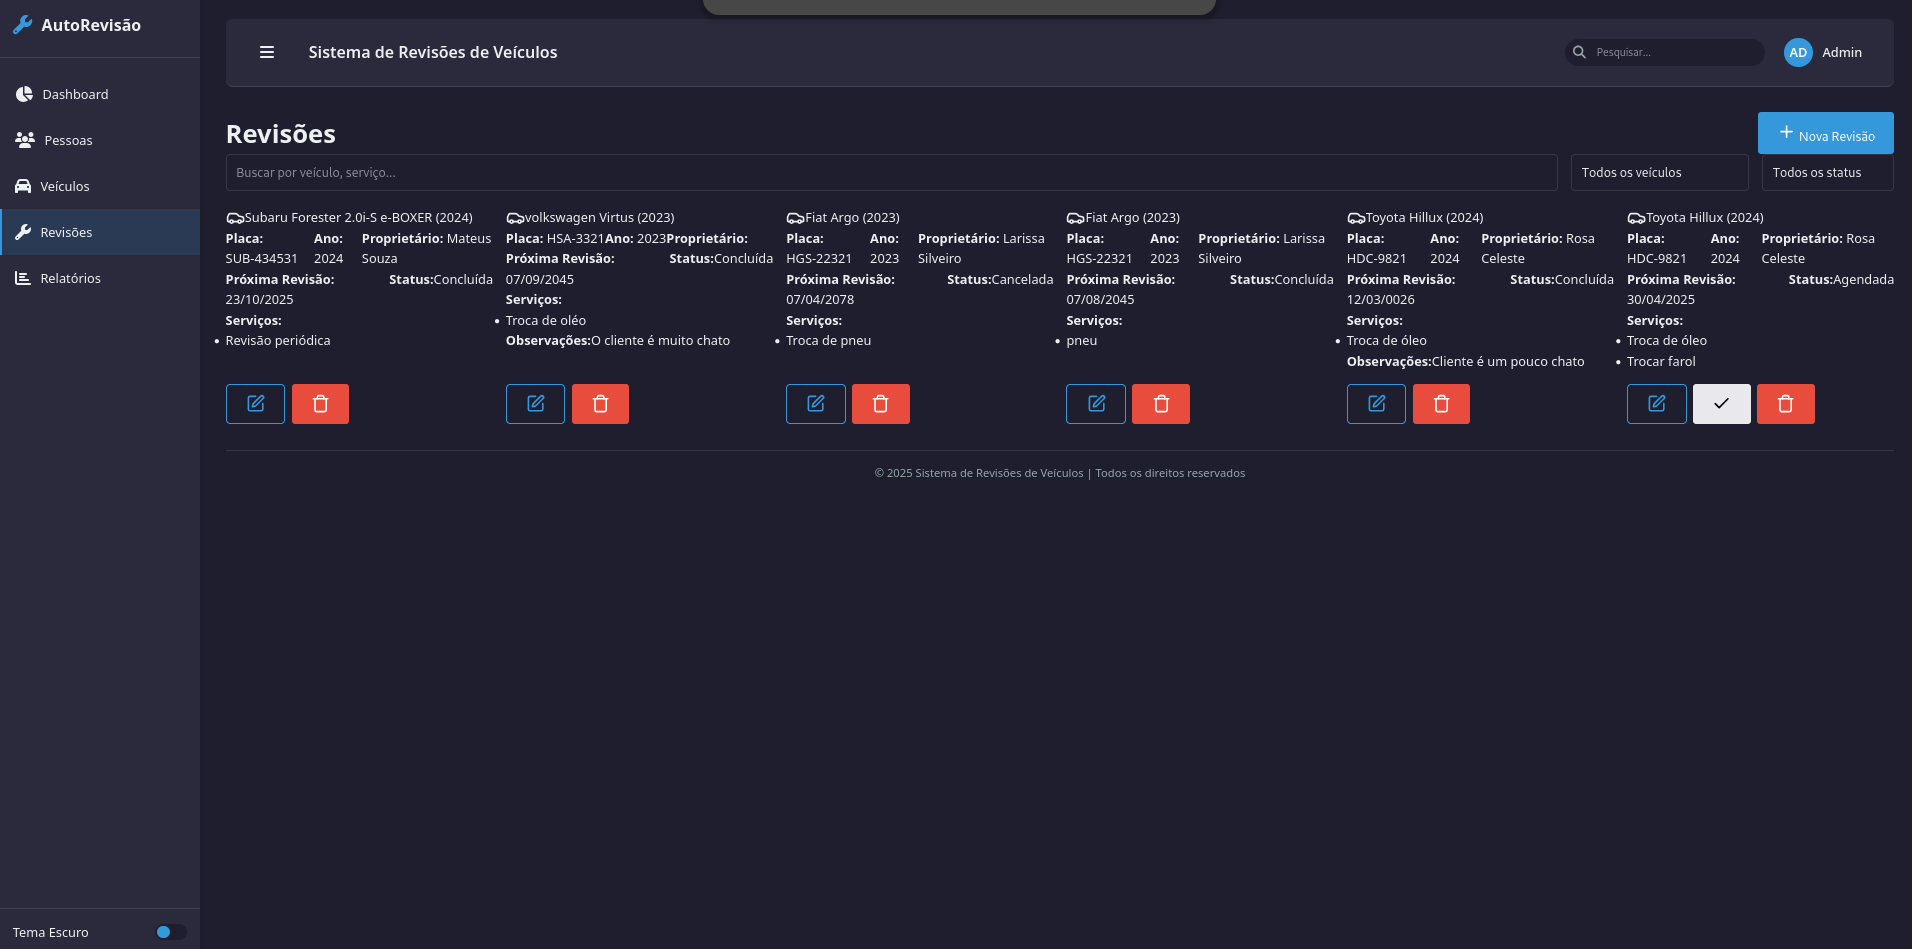 AutoRevisão
Dashboard
Pessoas
Veículos
Revisões
Relatórios
Tema Escuro
Sistema de Revisões de Veículos
Pesquisar...
AD
Admin
Revisões
Nova Revisão
Buscar por veículo, serviço...
Todos os veículos
Todos os status
Subaru Forester 2.0i-S e-BOXER (2024)
Placa: SUB-434531
Ano: 2024
Proprietário: Mateus Souza
Próxima Revisão: 23/10/2025
Status:Concluída
Serviços:
• Revisão periódica
volkswagen Virtus (2023)
Placa: HSA-3321Ano: 2023Proprietário:
Próxima Revisão: 07/09/2045
Status:Concluída
Serviços:
• Troca de oléo
Observações:O cliente é muito chato
Fiat Argo (2023)
Placa: HGS-22321
Ano: 2023
Proprietário: Larissa Silveiro
Próxima Revisão: 07/04/2078
Status:Cancelada
Serviços:
• Troca de pneu
Fiat Argo (2023)
Placa: HGS-22321
Ano: 2023
Proprietário: Larissa Silveiro
Próxima Revisão: 07/08/2045
Status:Concluída
Serviços:
• pneu
Toyota Hillux (2024)
Placa: HDC-9821
Ano: 2024
Proprietário: Rosa Celeste
Próxima Revisão: 12/03/0026
Status:Concluída
Serviços:
• Troca de óleo
Observações:Cliente é um pouco chato
Toyota Hillux (2024)
Placa: HDC-9821
Ano: 2024
Proprietário: Rosa Celeste
Próxima Revisão: 30/04/2025
Status:Agendada
Serviços:
• Troca de óleo
• Trocar farol
© 2025 Sistema de Revisões de Veículos | Todos os direitos reservados